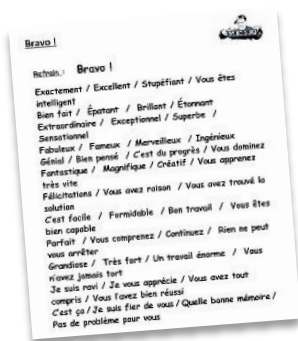 Bravo !
Refrain : Bravo !
Exactement / Excellent / Stupéfiant / Vous êtes
intelligent
Bien fait / Épatant / Brillant / Étonnant
Extraordinaire / Exceptionnel / Superbe /
Sensationnel
Fabuleux / Fameux / Merveilleux / Ingénieux
Génial / Bien pensé / C'est du progrès / Vous dominez
Fantastique / Magnifique / Créatif / Vous apprenez
très vite
Félicitations / Vous avez raison / Vous avez trouvé la
solution
C'est facile / Formidable / Bon travail / Vous êtes
bien capable
Parfait / Vous comprenez / Continuez / Rien ne peut
vous arrêter
Grandiose / Très fort / Un travail énorme / Vous
n'avez jamais tort
Je suis ravi / Je vous apprécie / Vous avez tout
compris / Vous l'avez bien réussi
C'est ça / Je suis fier de vous / Quelle bonne mémoire /
Pas de problème pour vous